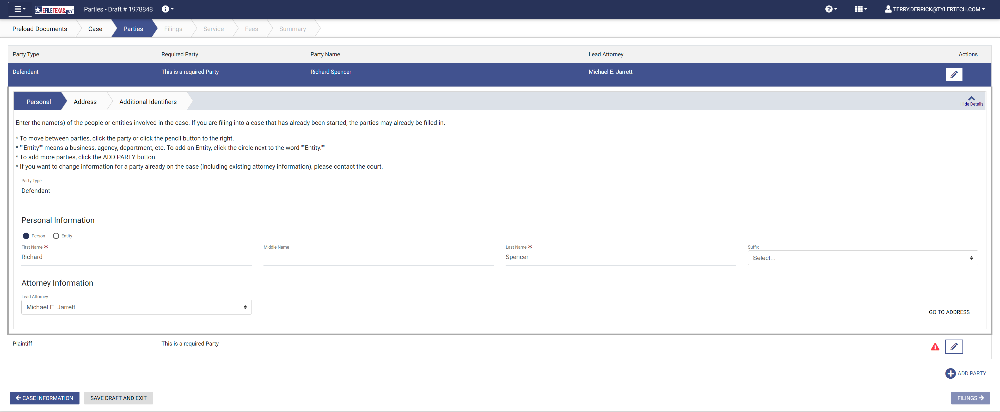 EFILETEXAS.gov
Parties - Draft # 1978848
TERRY.DERRICK@TYLERTECH.COM
Preload Documents
Case
Parties
Filings
Service
Fees
Summary
Party Type
Required Party
Party Name
Lead Attorney
Actions
Defendant
This is a required Party
Richard Spencer
Michael E. Jarrett
Personal
Address
Additional Identifiers
Hide Details
Enter the name(s) of the people or entities involved in the case. If you are filing into a case that has already been started, the parties may already be filled in.
* To move between parties, click the party or click the pencil button to the right.
* ""Entity"" means a business, agency, department, etc. To add an Entity, click the circle next to the word ""Entity.""
* To add more parties, click the ADD PARTY button.
* If you want to change information for a party already on the case (including existing attorney information), please contact the court.
Party Type
Defendant
Personal Information
Person
Entity
First Name *
Middle Name
Last Name *
Suffix
Richard
Spencer
Select...
Attorney Information
Lead Attorney
Michael E. Jarrett
GO TO ADDRESS
Plaintiff
This is a required Party
ADD PARTY
CASE INFORMATION
SAVE DRAFT AND EXIT
FILINGS